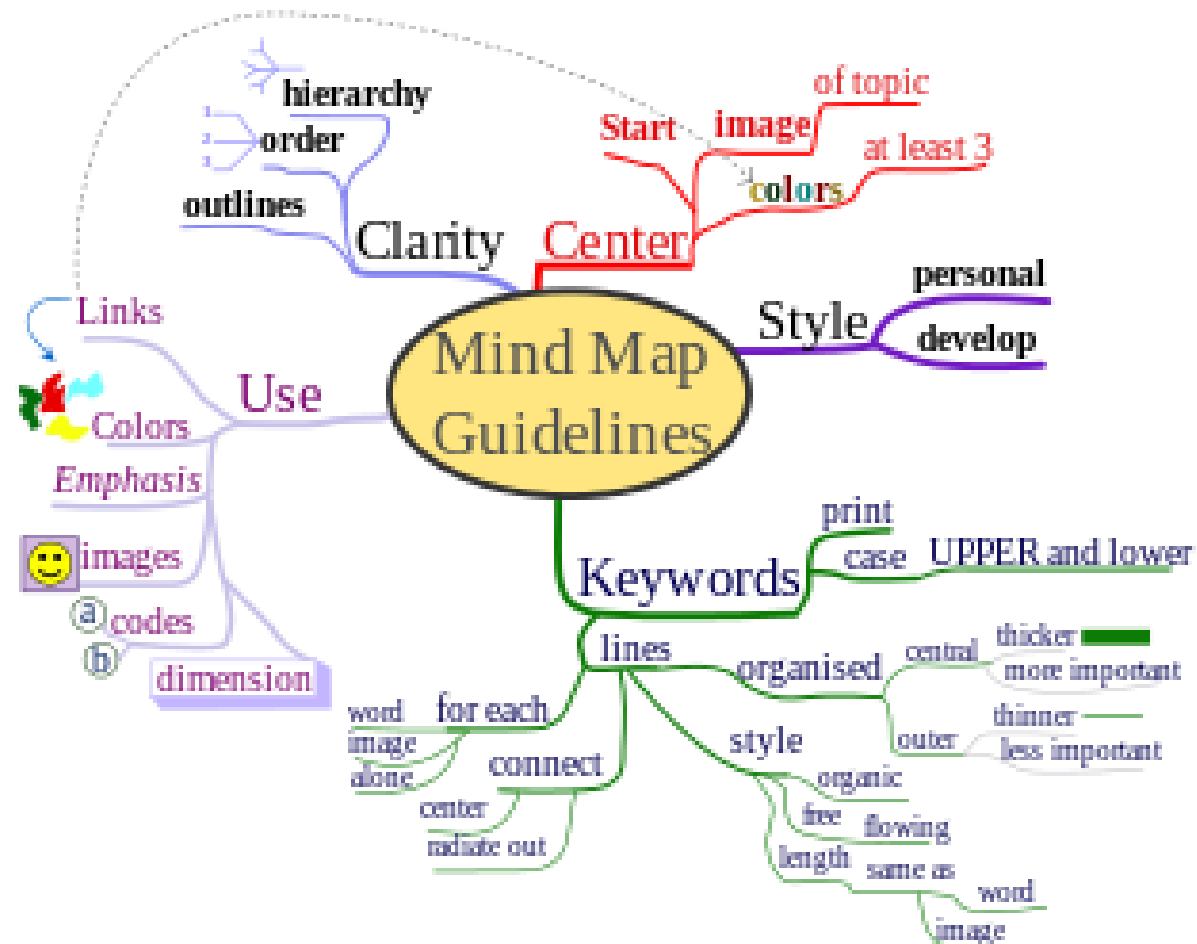 Mind Map
Guidelines
Clarity
hierarchy
order
1
2
3
outlines
Center
Start
image
of topic
colors
at least 3
Style
personal
develop
Use
Links
Colors
Emphasis
images
codes
a
b
dimension
Keywords
print
case
UPPER and lower
lines
organised
central
thicker
more important
outer
thinner
less important
style
organic
free
flowing
length
same as
word
image
connect
center
radiate out
for each
word
image
alone